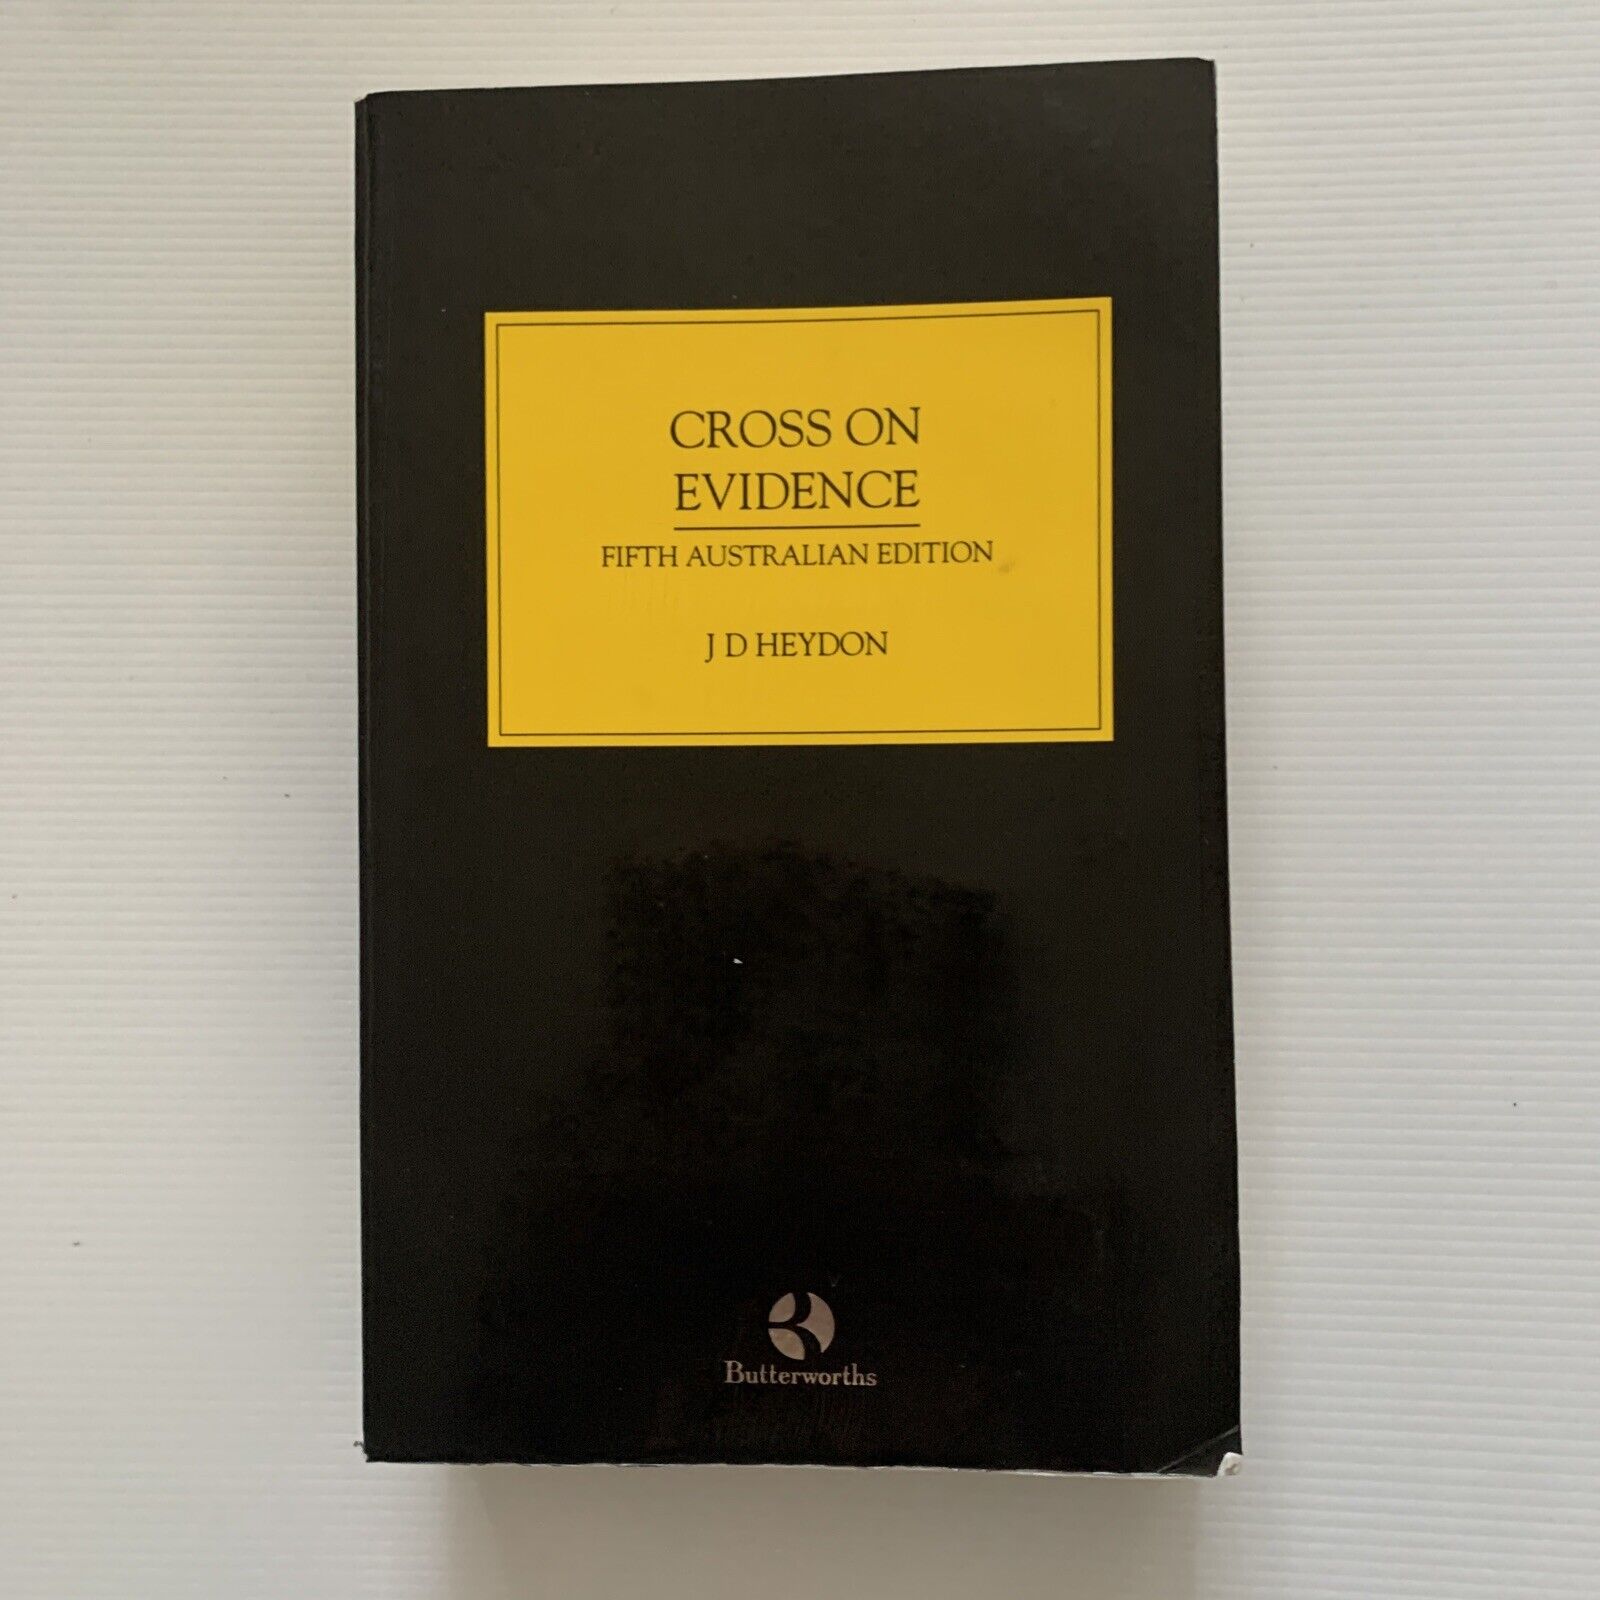 CROSS ON
EVIDENCE
FIFTH AUSTRALIAN EDITION
J D HEYDON
Butterworths